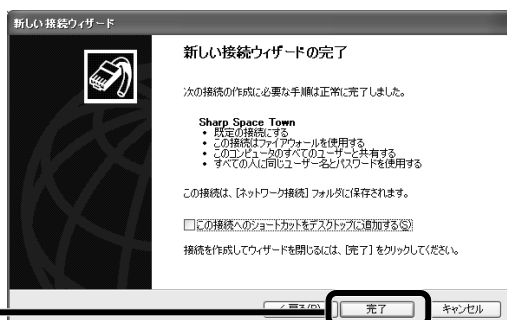 新しい接続ウィザード
新しい接続ウィザードの完了
次の接続の作成に必要な手順は正常に完了しました。
Sharp Space Town
• 既定の接続にする
• この接続はファイアウォールを使用する
• このコンピュータのすべてのユーザーと共有する
• すべての人に同じユーザー名とパスワードを使用する
この接続は、[ネットワーク接続] フォルダに保存されます。
この接続へのショートカットをデスクトップに追加する(S)
接続を作成してウィザードを閉じるには、[完了] をクリックしてください。
完了
キャンセル